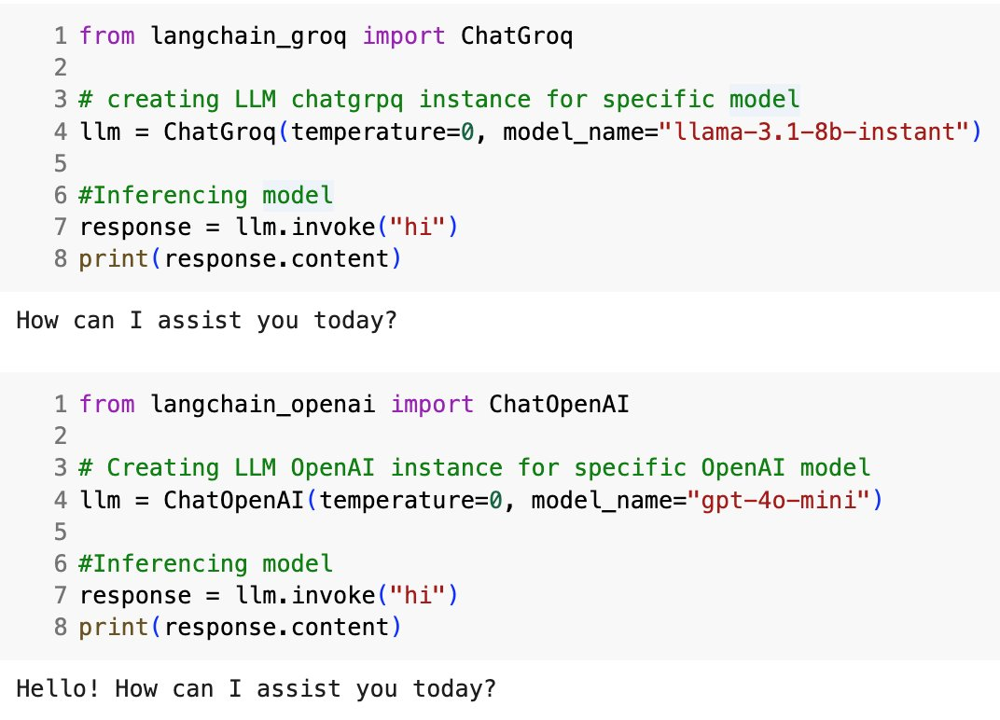 1 from langchain_groq import ChatGroq
2
3 # creating LLM chatgrpq instance for specific model
4 llm = ChatGroq(temperature=0, model_name="llama-3.1-8b-instant")
5
6 #Inferencing model
7 response = llm.invoke("hi")
8 print(response.content)
How can I assist you today?
1 from langchain_openai import ChatOpenAI
2
3 # Creating LLM OpenAI instance for specific OpenAI model
4 llm = ChatOpenAI(temperature=0, model_name="gpt-4o-mini")
5
6 #Inferencing model
7 response = llm.invoke("hi")
8 print(response.content)
Hello! How can I assist you today?